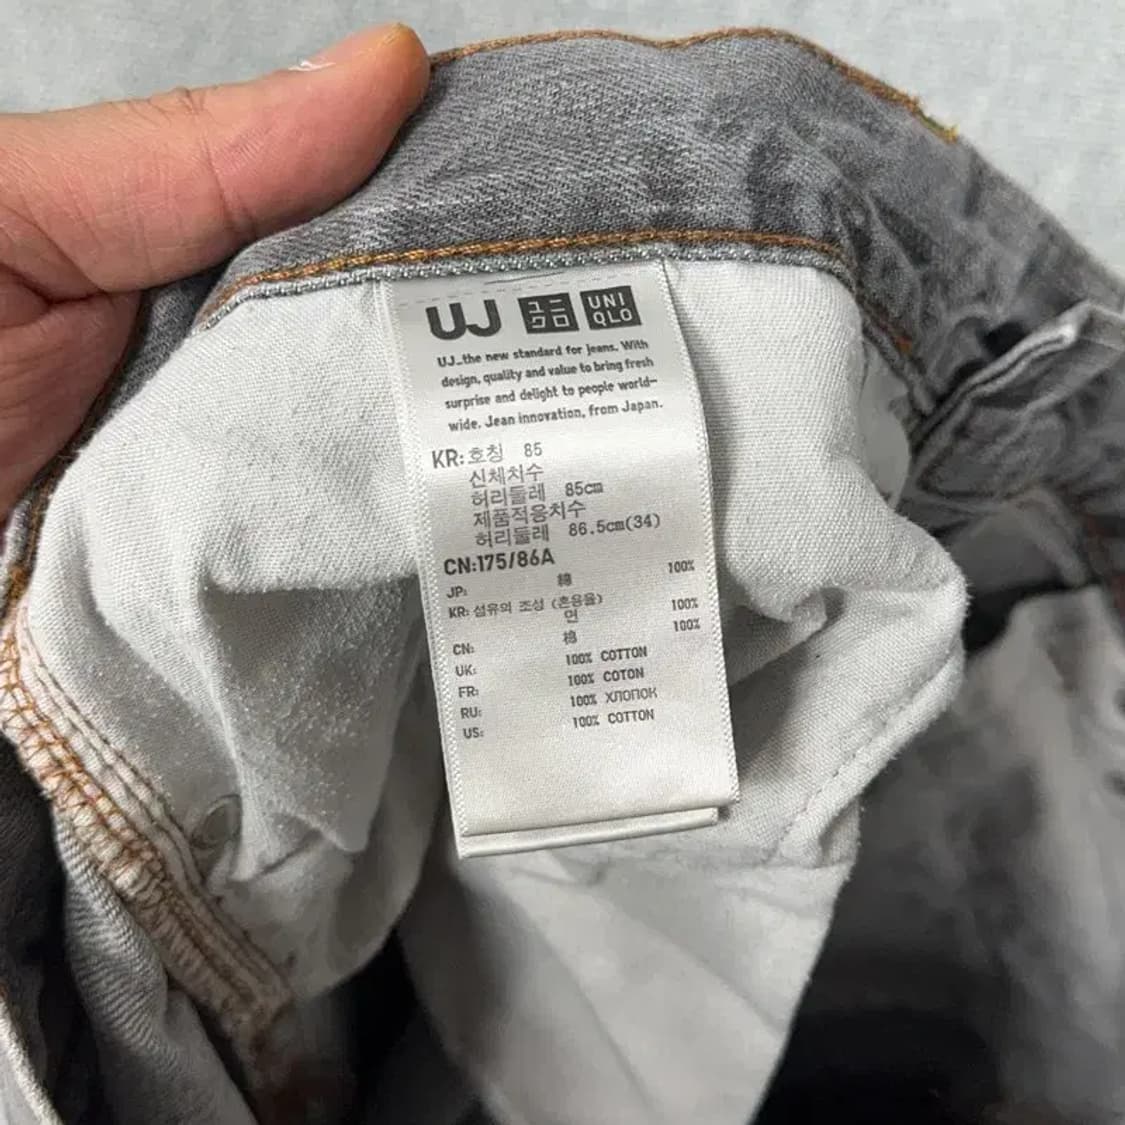 UJ ユニクロ UNIQLO
UJ_the new standard for jeans. With
design, quality and value to bring fresh
surprise and delight to people world-
wide. Jean innovation, from Japan.
KR: 호칭 85
신체치수
허리둘레 85cm
제품적용치수
허리둘레 86.5cm(34)
CN:175/86A
JP: 綿 100%
KR: 섬유의 조성 (혼용율)
면 100%
CN: 棉 100%
UK: 100% COTTON
FR: 100% COTON
RU: 100% ХЛОПОК
US: 100% COTTON